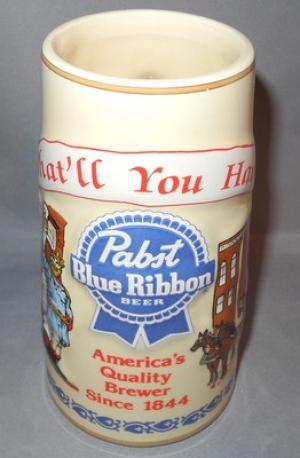 hat'll You Ha
Pabst
Blue Ribbon
BEER
America's
Quality
Brewer
Since 1844